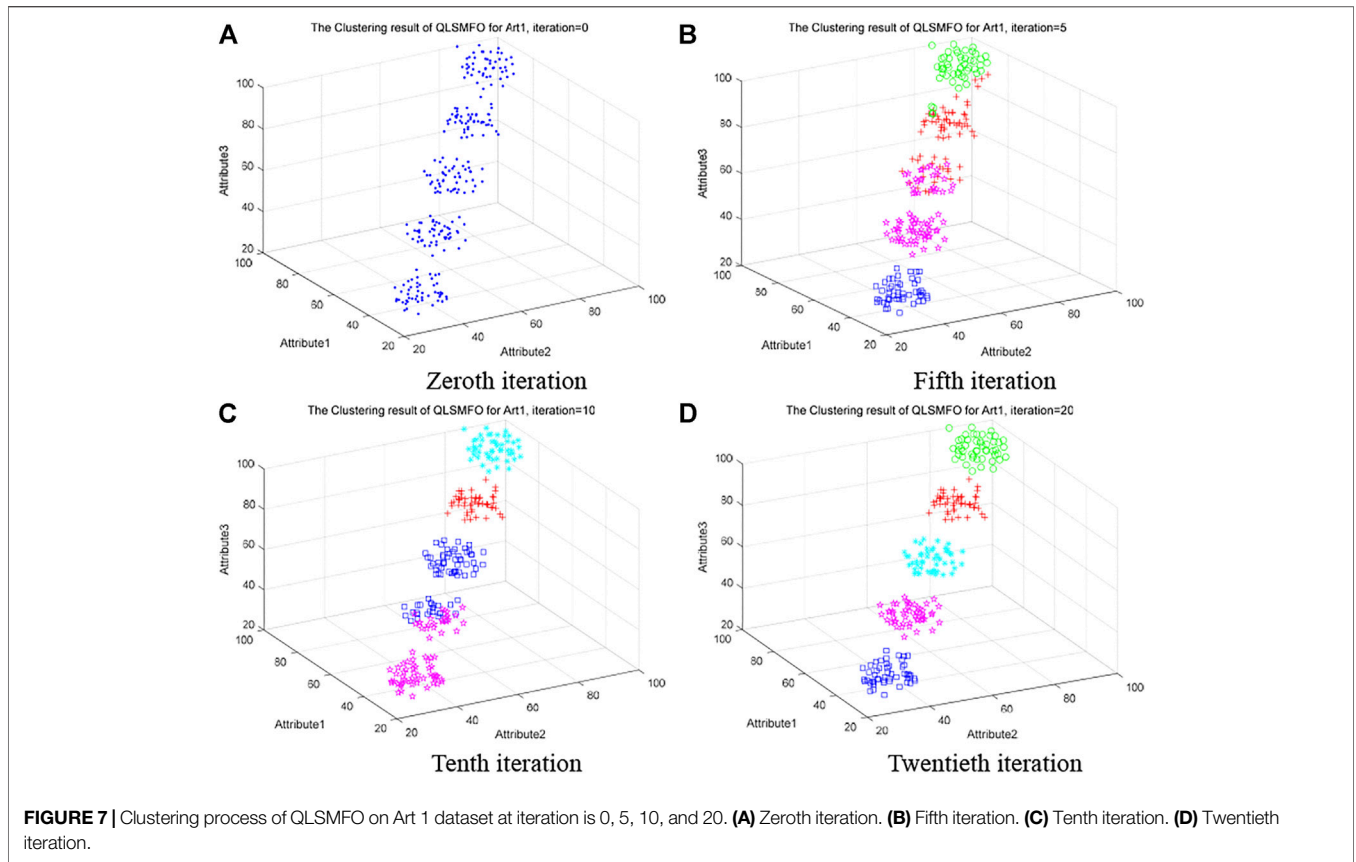 A
The Clustering result of QLSMFO for Art1, iteration=0
100
80
60
40
20
Attribute3
100
80
60
40
20
Attribute1
20
40
60
80
100
Attribute2
Zeroth iteration
B
The Clustering result of QLSMFO for Art1, iteration=5
100
80
60
40
20
Attribute3
100
80
60
40
20
Attribute1
20
40
60
80
100
Attribute2
Fifth iteration
C
The Clustering result of QLSMFO for Art1, iteration=10
100
80
60
40
20
Attribute3
100
80
60
40
20
Attribute1
20
40
60
80
100
Attribute2
Tenth iteration
D
The Clustering result of QLSMFO for Art1, iteration=20
100
80
60
40
20
Attribute3
100
80
60
40
20
Attribute1
20
40
60
80
100
Attribute2
Twentieth iteration
FIGURE 7 | Clustering process of QLSMFO on Art 1 dataset at iteration is 0, 5, 10, and 20. (A) Zeroth iteration. (B) Fifth iteration. (C) Tenth iteration. (D) Twentieth
iteration.